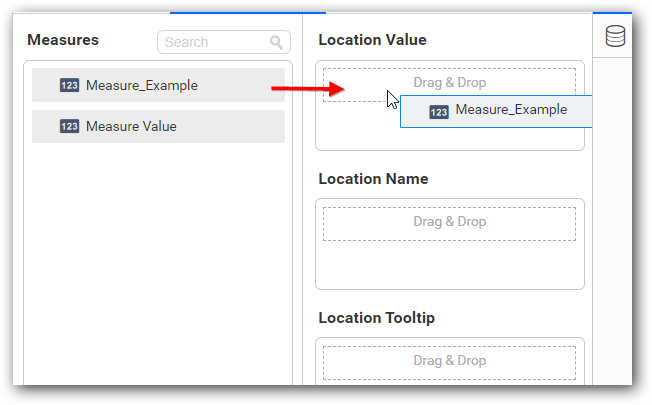 Measures
Search
123 Measure_Example
123 Measure Value
Location Value
Drag & Drop
123 Measure_Example
Location Name
Drag & Drop
Location Tooltip
Drag & Drop